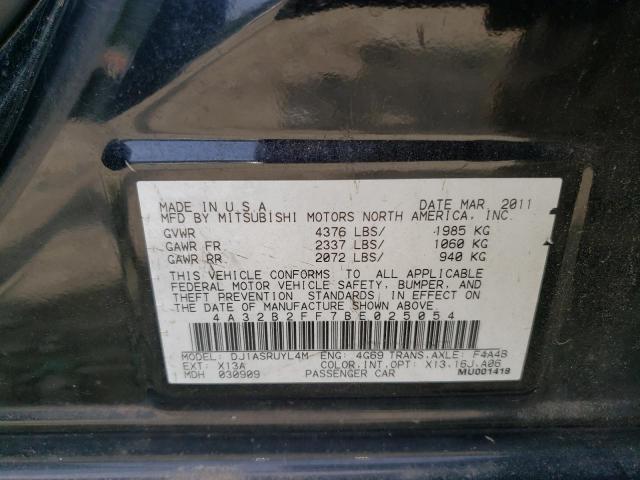 MADE IN U S A DATE MAR 2011
MFD BY MITSUBISHI MOTORS NORTH AMERICA, INC.
GVWR 4376 LBS/ 1985 KG
GAWR FR 2337 LBS/ 1060 KG
GAWR RR 2072 LBS/ 940 KG
THIS VEHICLE CONFORMS TO ALL APPLICABLE
FEDERAL MOTOR VEHICLE SAFETY, BUMPER, AND
THEFT PREVENTION STANDARDS IN EFFECT ON
THE DATE OF MANUFACTURE SHOWN ABOVE.
4A32B2FF7BE025054
MODEL: DJ1ASRUYL4M ENG: 4G69 TRANS.AXLE: F4A4B
EXT: X13A COLOR.INT.OPT: X13.16J.A06
MDH 030909 PASSENGER CAR MU001419